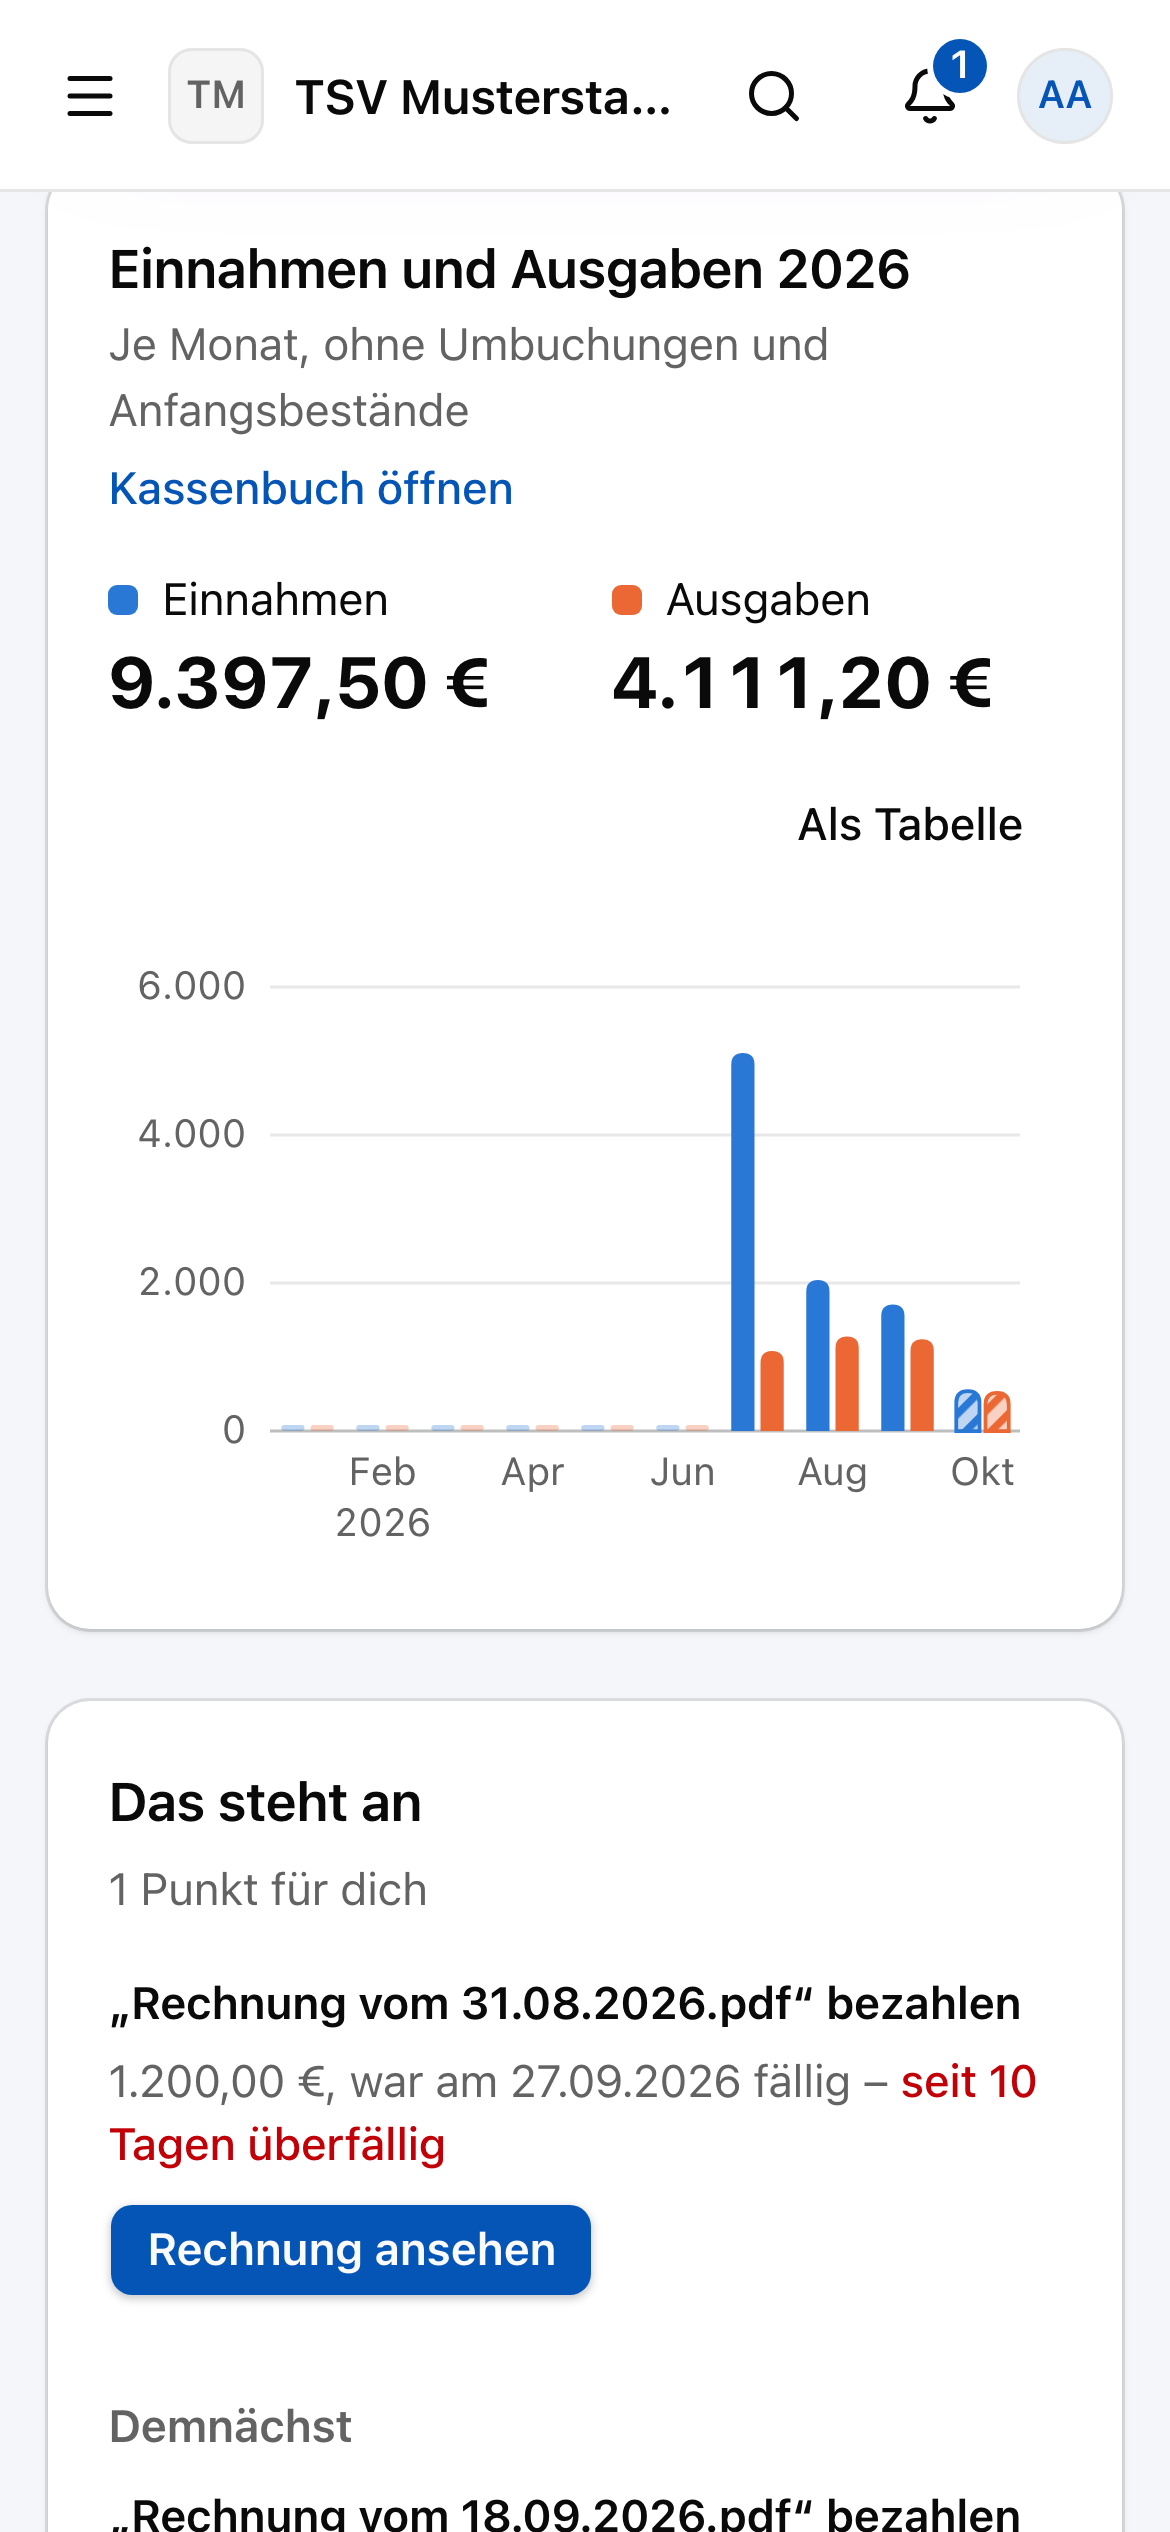 TM
TSV Mustersta...
1
AA
Einnahmen und Ausgaben 2026
Je Monat, ohne Umbuchungen und
Anfangsbestände
Kassenbuch öffnen
Einnahmen
Ausgaben
9.397,50 €
4.111,20 €
Als Tabelle
6.000
4.000
2.000
0
Feb
Apr
Jun
Aug
Okt
2026
Das steht an
1 Punkt für dich
„Rechnung vom 31.08.2026.pdf“ bezahlen
1.200,00 €, war am 27.09.2026 fällig – seit 10
Tagen überfällig
Rechnung ansehen
Demnächst
„Rechnung vom 18.09.2026.pdf“ bezahlen